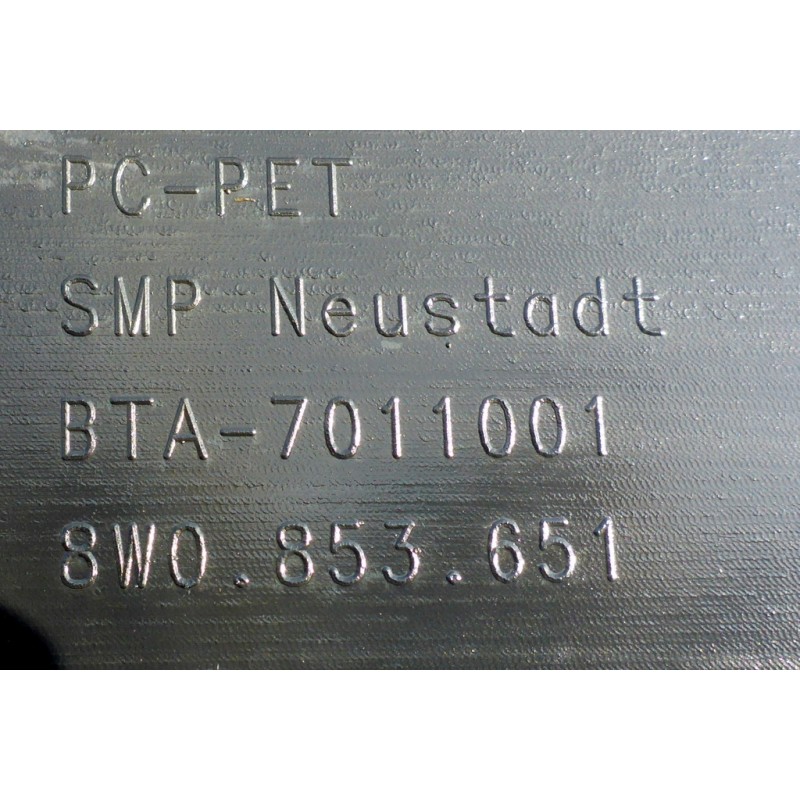 PC-PET
SMP Neustadt
BTA-7011001
8W0.853.651